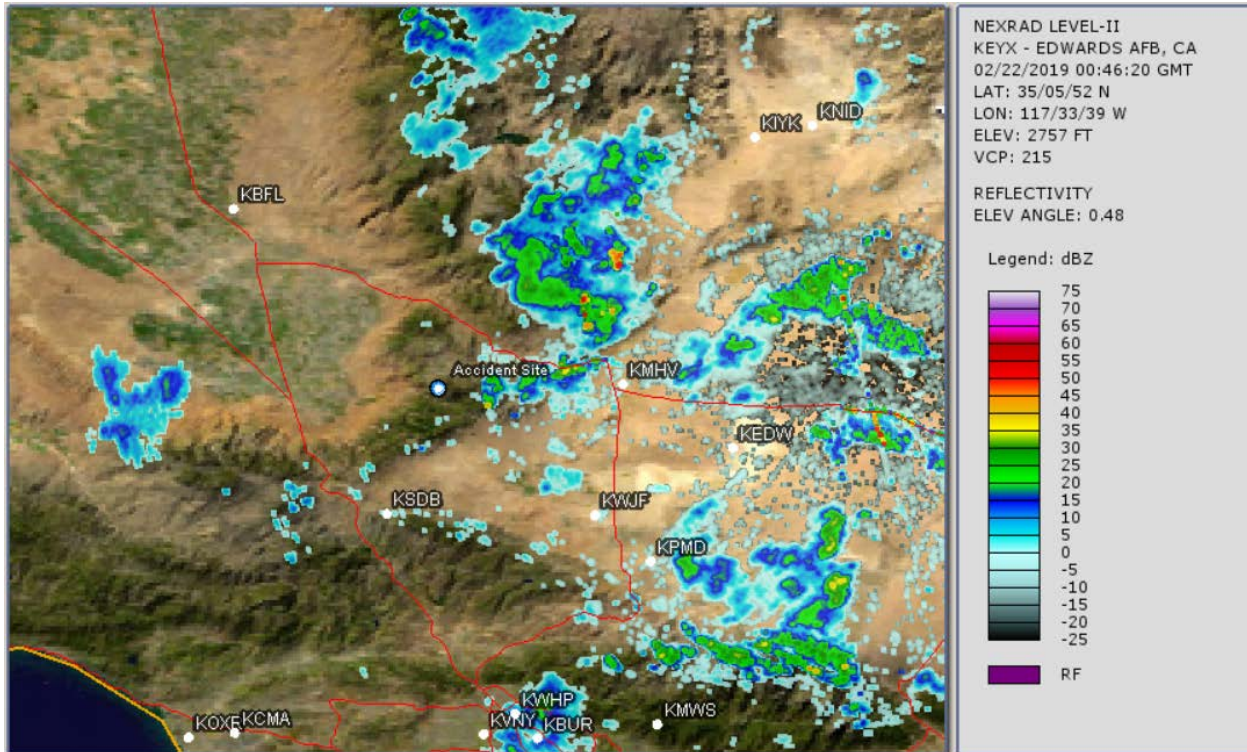 NEXRAD LEVEL-II
KEYX - EDWARDS AFB, CA
02/22/2019 00:46:20 GMT
LAT: 35/05/52 N
LON: 117/33/39 W
ELEV: 2757 FT
VCP: 215
REFLECTIVITY
ELEV ANGLE: 0.48
Legend: dBZ
75
70
65
60
55
50
45
40
35
30
25
20
15
10
5
0
-5
-10
-15
-20
-25
RF
KNID
KIYK
KBFL
Accident Site
KMHV
KEDW
KSDB
KWJF
KPMD
KWHP
KOXR
KCMA
KVNY
KBUR
KMWS